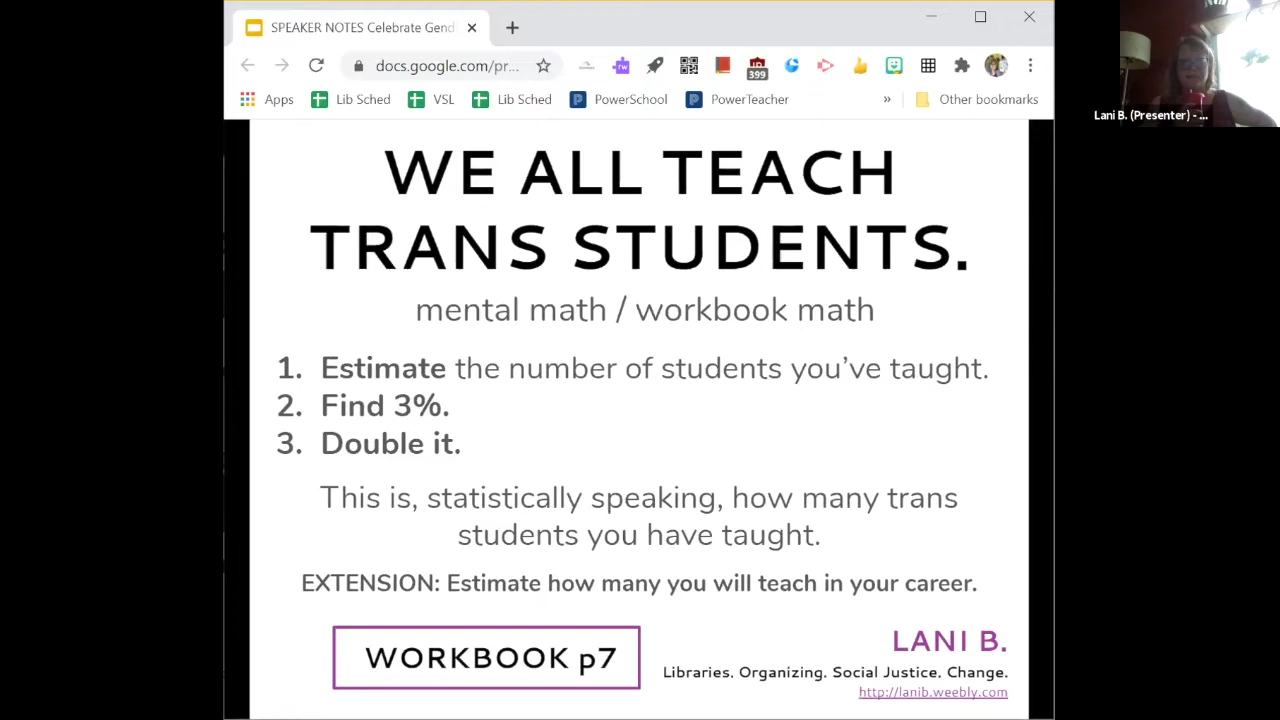 SPEAKER NOTES Celebrate Gend
docs.google.com/pr...
399
Apps
Lib Sched
VSL
Lib Sched
PowerSchool
PowerTeacher
»
Other bookmarks
Lani B. (Presenter) - ...
WE ALL TEACH
TRANS STUDENTS.
mental math / workbook math
1. Estimate the number of students you've taught.
2. Find 3%.
3. Double it.
This is, statistically speaking, how many trans
students you have taught.
EXTENSION: Estimate how many you will teach in your career.
WORKBOOK p7
LANI B.
Libraries. Organizing. Social Justice. Change.
http://lanib.weebly.com